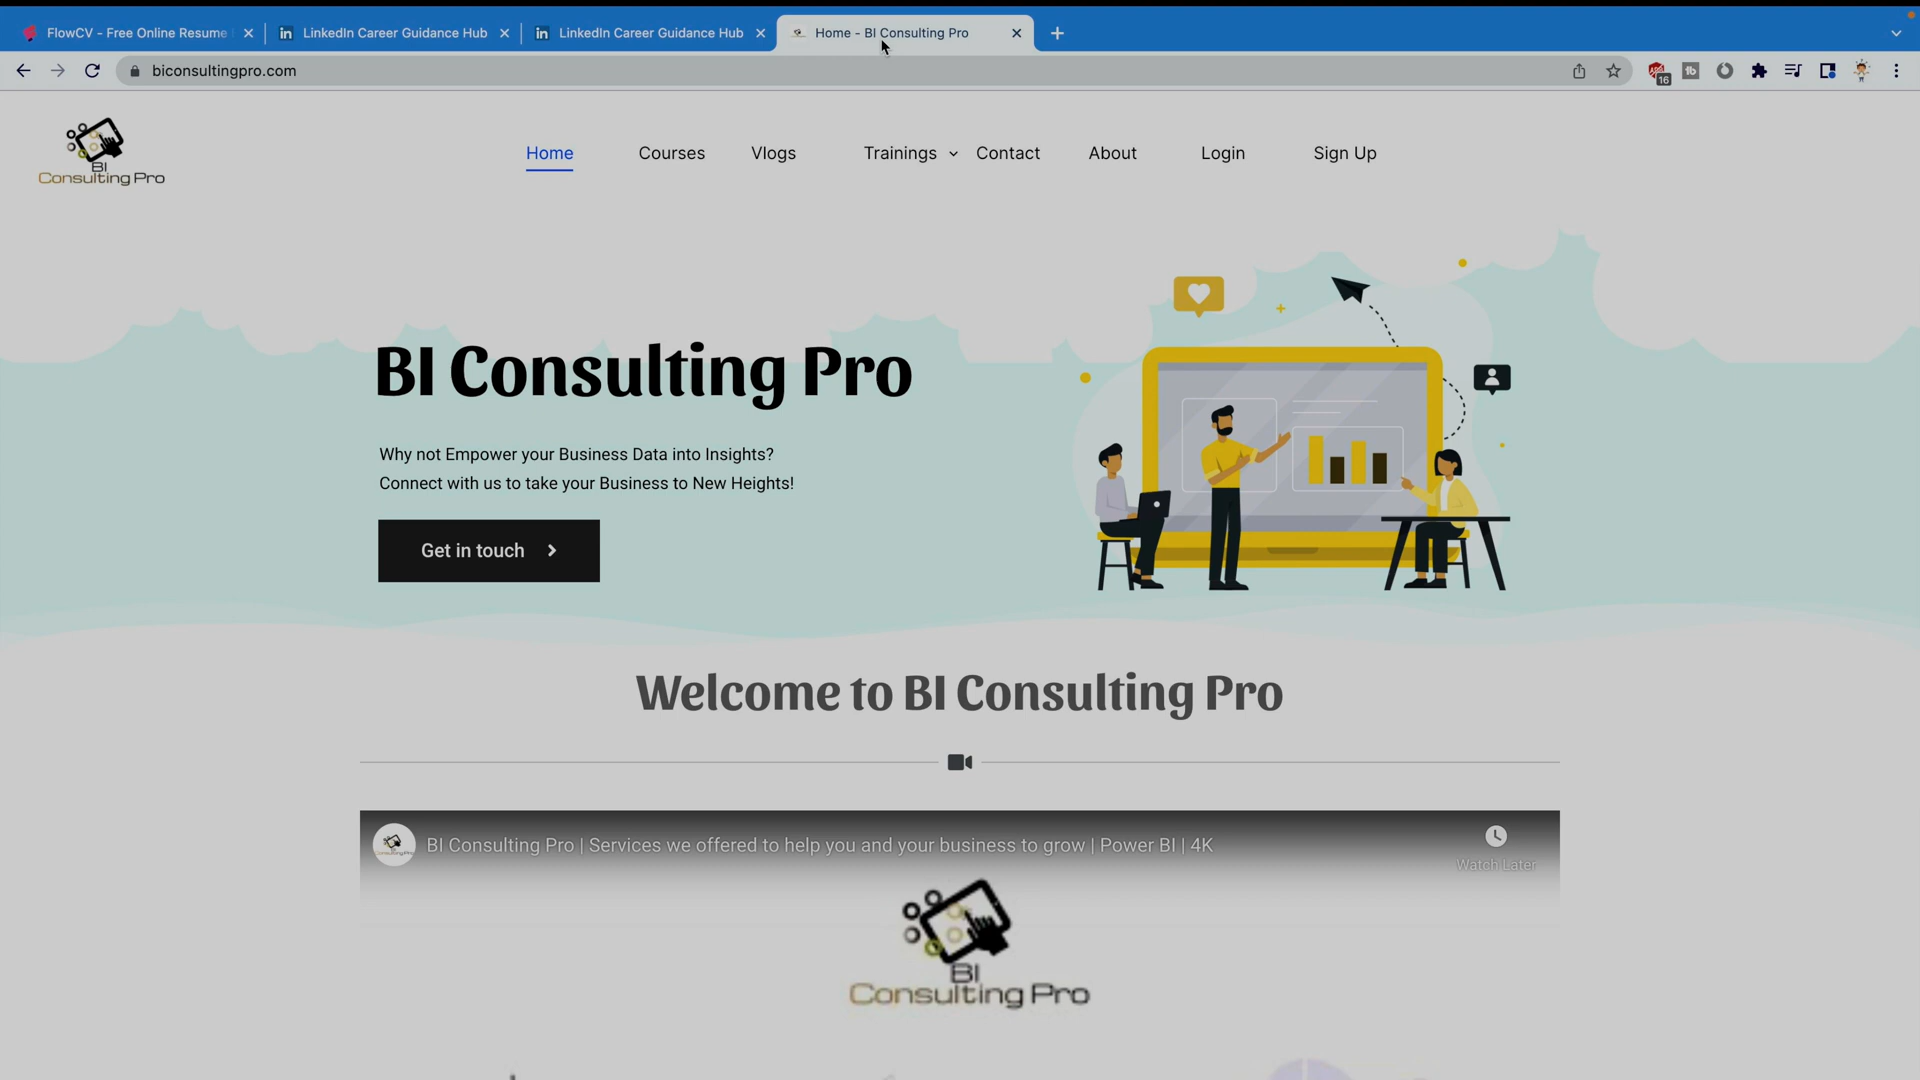 FlowCV - Free Online Resume
LinkedIn Career Guidance Hub
LinkedIn Career Guidance Hub
Home - BI Consulting Pro
biconsultingpro.com
16
BI
Consulting Pro
Home
Courses
Vlogs
Trainings
Contact
About
Login
Sign Up
BI Consulting Pro
Why not Empower your Business Data into Insights?
Connect with us to take your Business to New Heights!
Get in touch
Welcome to BI Consulting Pro
BI Consulting Pro | Services we offered to help you and your business to grow | Power BI | 4K
Watch Later
BI
Consulting Pro